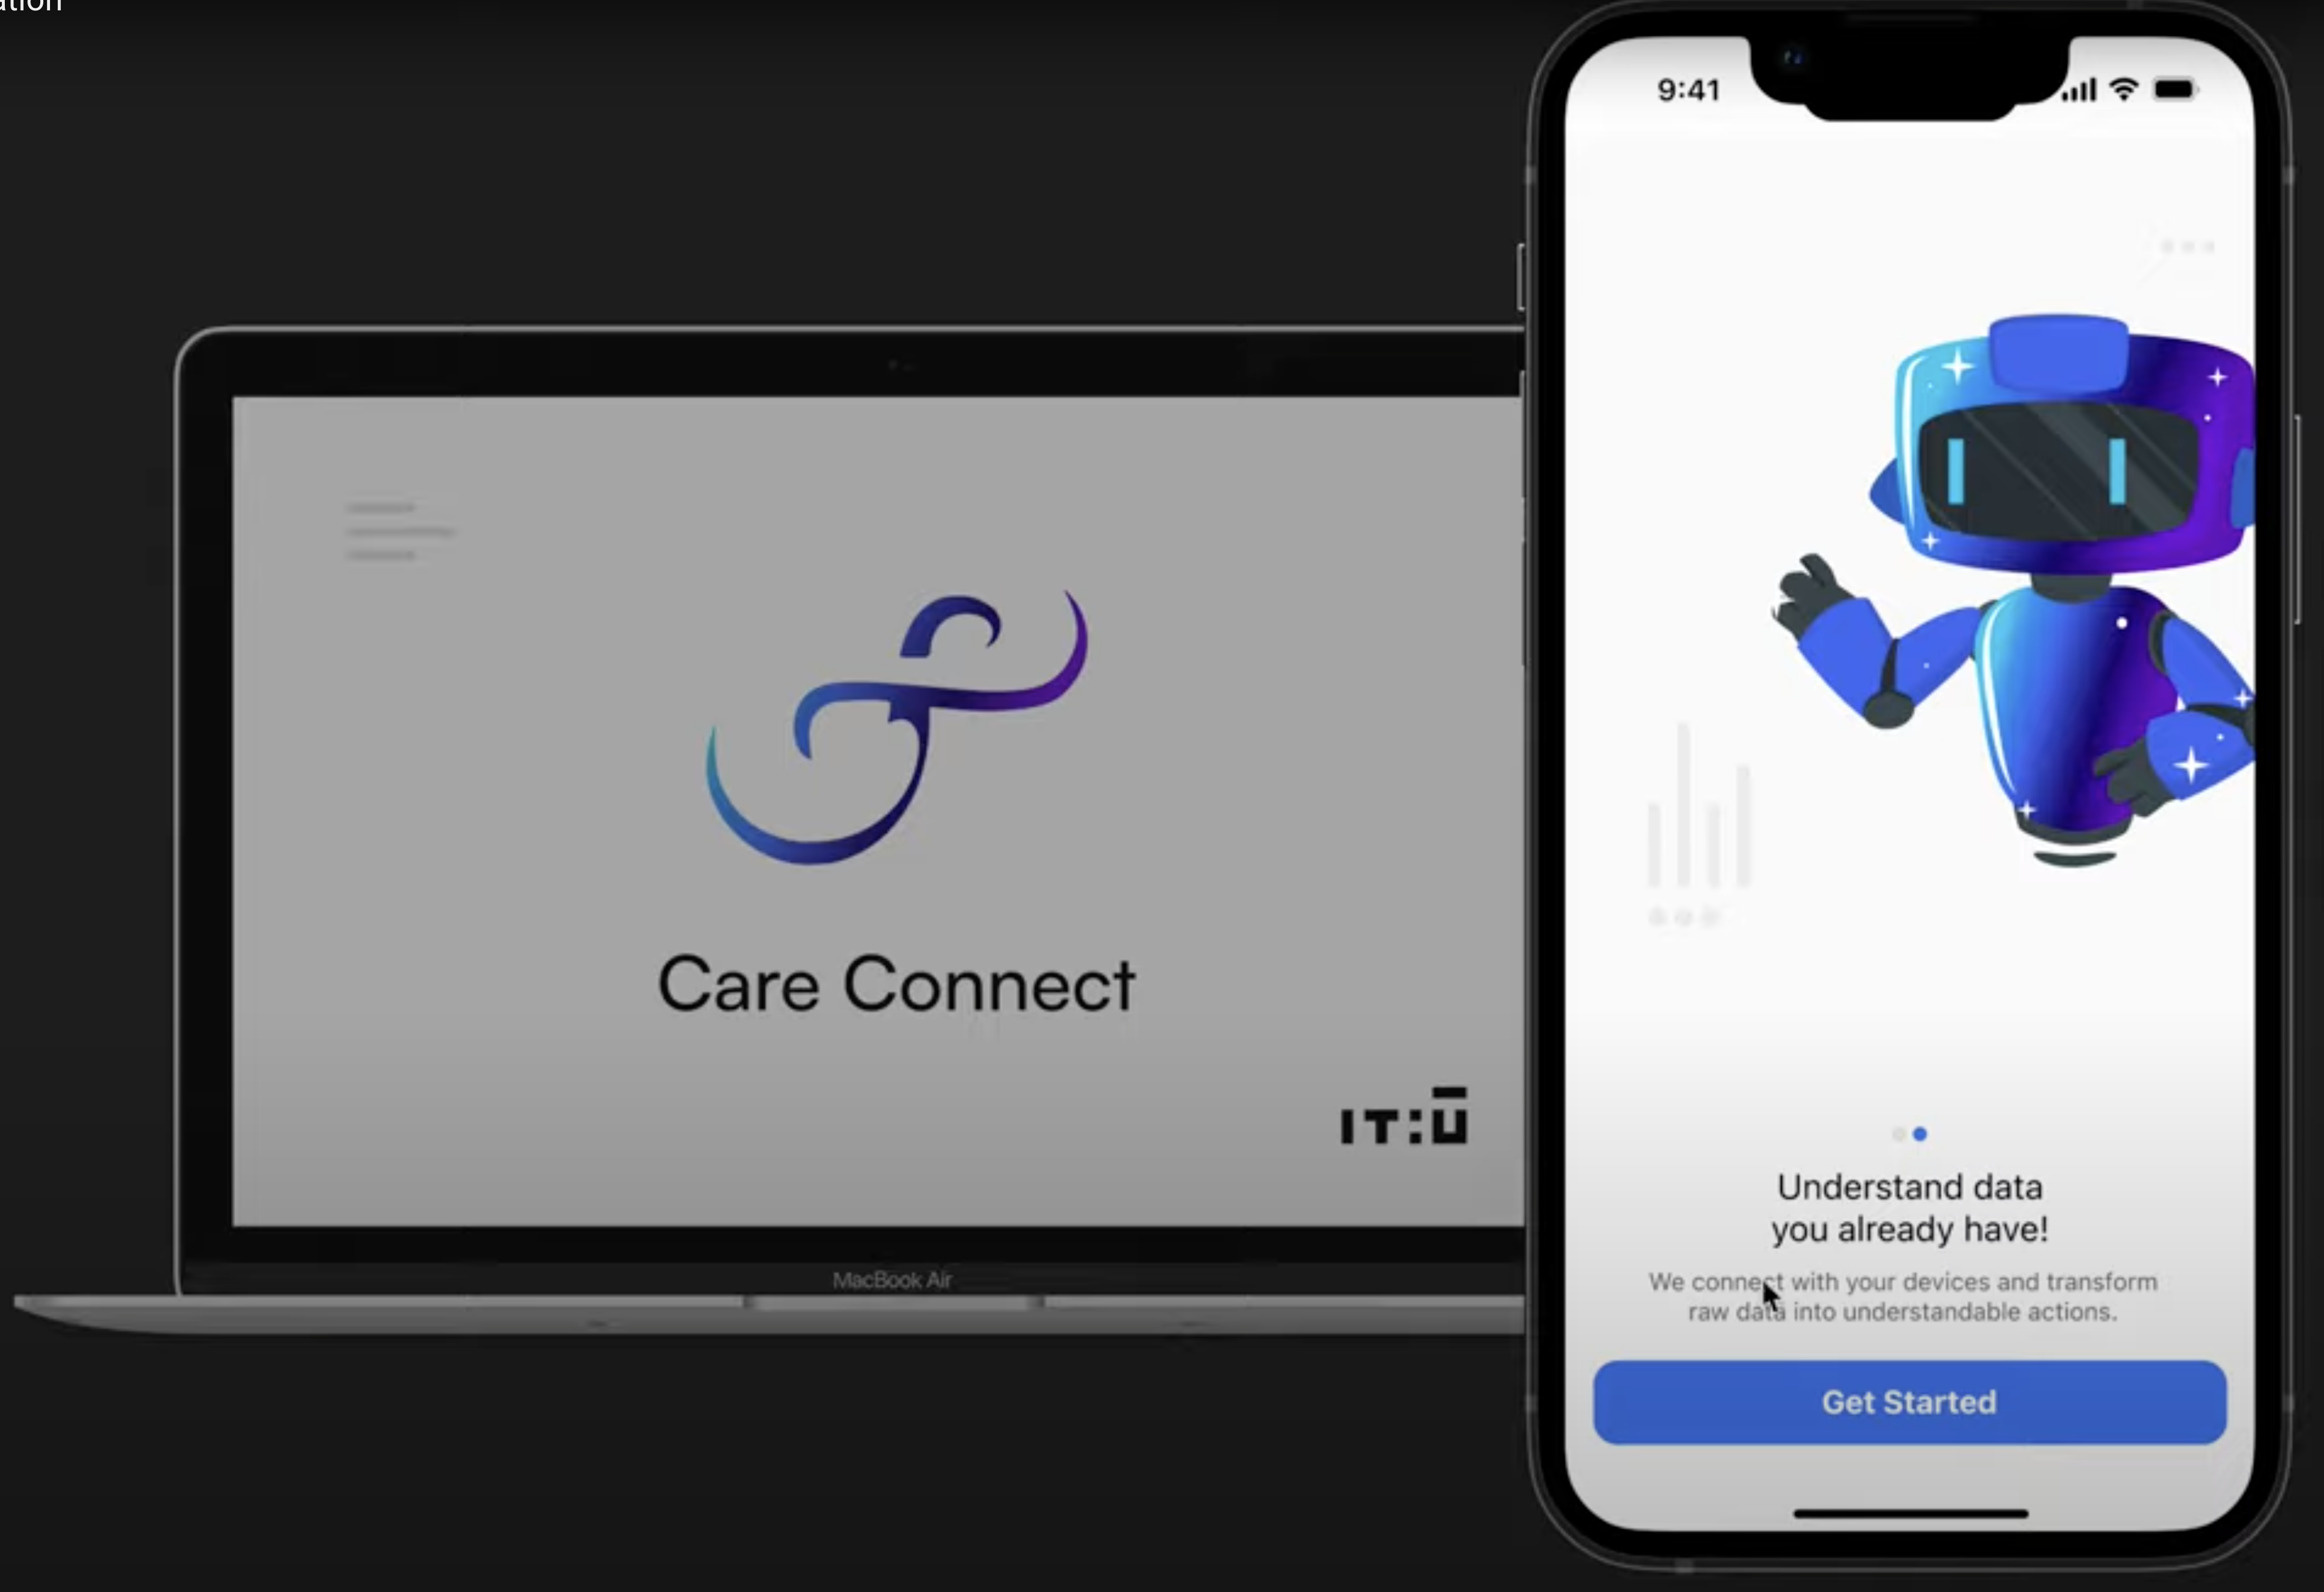 ation
Care Connect
IT:Ū
MacBook Air
9:41
Understand data
you already have!
We connect with your devices and transform
raw data into understandable actions.
Get Started